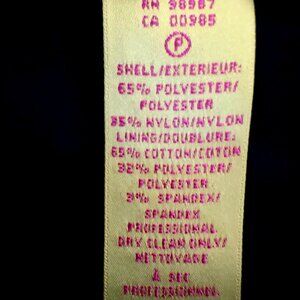 RN 98987
CA 00985
P
SHELL/EXTERIEUR:
65% POLYESTER/
POLYESTER
35% NYLON/NYLON
LINING/DOUBLURE:
65% COTTON/COTON
32% POLYESTER/
POLYESTER
3% SPANDEX/
SPANDEX
PROFESSIONAL
DRY CLEAN ONLY/
NETTOYAGE
À SEC
PROFESSIONNEL